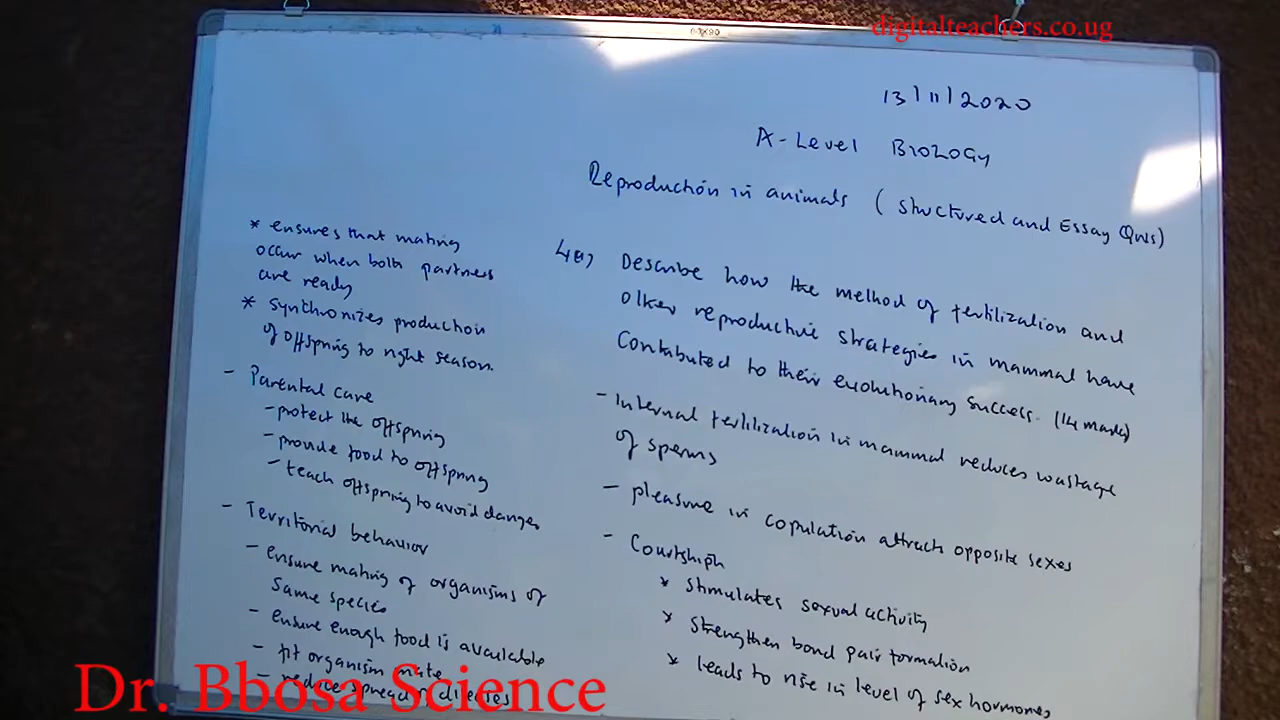 digitalteachers.co.ug
13/11/2020
A-Level BIOLOGY
Reproduction in animals (structured and Essay Qns)
4(a) Describe how the method of fertilization and
other reproductive strategies in mammal have
Contributed to their evolutionary success. (14 marks)
- Internal fertilization in mammal reduces wastage
of sperms
- pleasure in copulation attract opposite sexes
- Courtship
* stimulates sexual activity
* strengthen bond pair formation
* leads to rise in level of sex hormones
* ensures that mating
occur when both partners
are ready
* synchronizes production
of offspring to right season.
- Parental care
- protect the offspring
- provide food to offspring
- teach offspring to avoid danger
- Territorial behavior
- ensure mating of organisms of
same species
- ensure enough food is available
- fit organism mate
- reduce spread of diseases
Dr. Bbosa Science